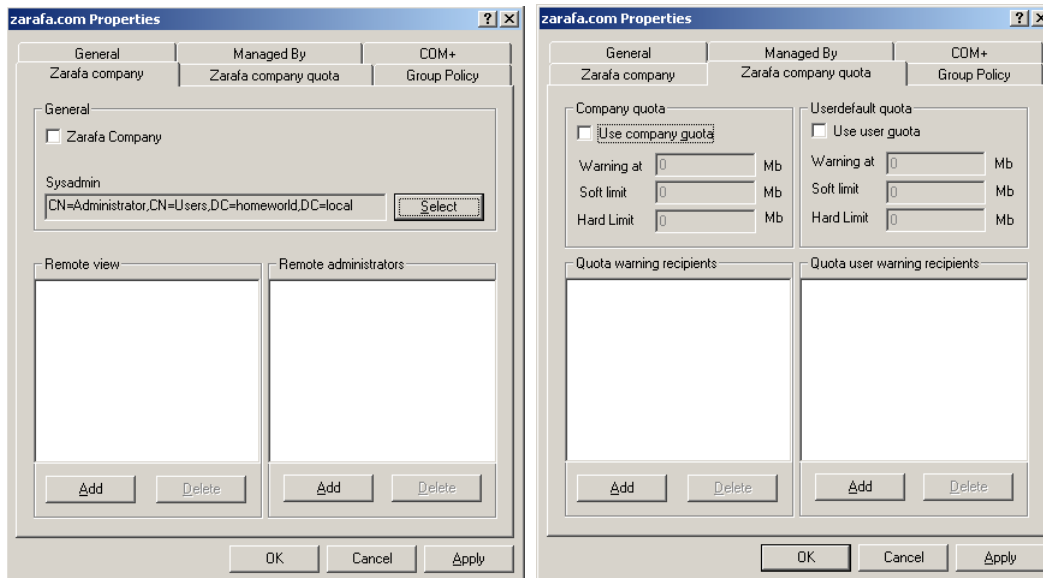 zarafa.com Properties
General Managed By COM+
Zarafa company Zarafa company quota Group Policy
General
Zarafa Company
Sysadmin
CN=Administrator,CN=Users,DC=homeworld,DC=local Select
Remote view Remote administrators
Add Delete Add Delete
OK Cancel Apply
zarafa.com Properties
General Managed By COM+
Zarafa company Zarafa company quota Group Policy
Company quota Userdefault quota
Use company quota Use user quota
Warning at 0 Mb Warning at 0 Mb
Soft limit 0 Mb Soft limit 0 Mb
Hard Limit 0 Mb Hard Limit 0 Mb
Quota warning recipients Quota user warning recipients
Add Delete Add Delete
OK Cancel Apply